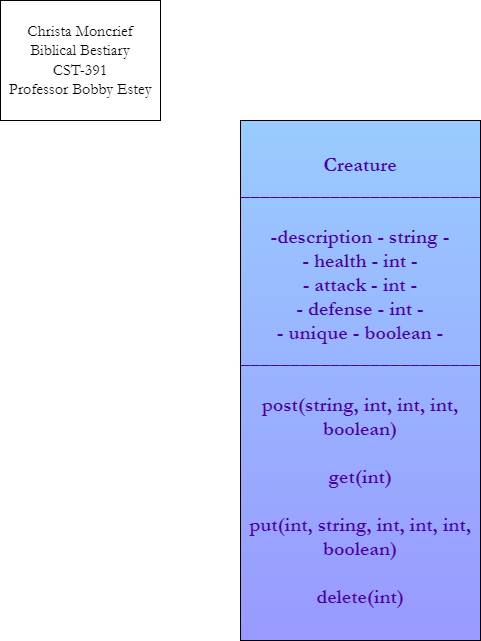 Christa Moncrief
Biblical Bestiary
CST-391
Professor Bobby Estey
Creature
-description - string -
- health - int -
- attack - int -
- defense - int -
- unique - boolean -
post(string, int, int, int,
boolean)
get(int)
put(int, string, int, int, int,
boolean)
delete(int)